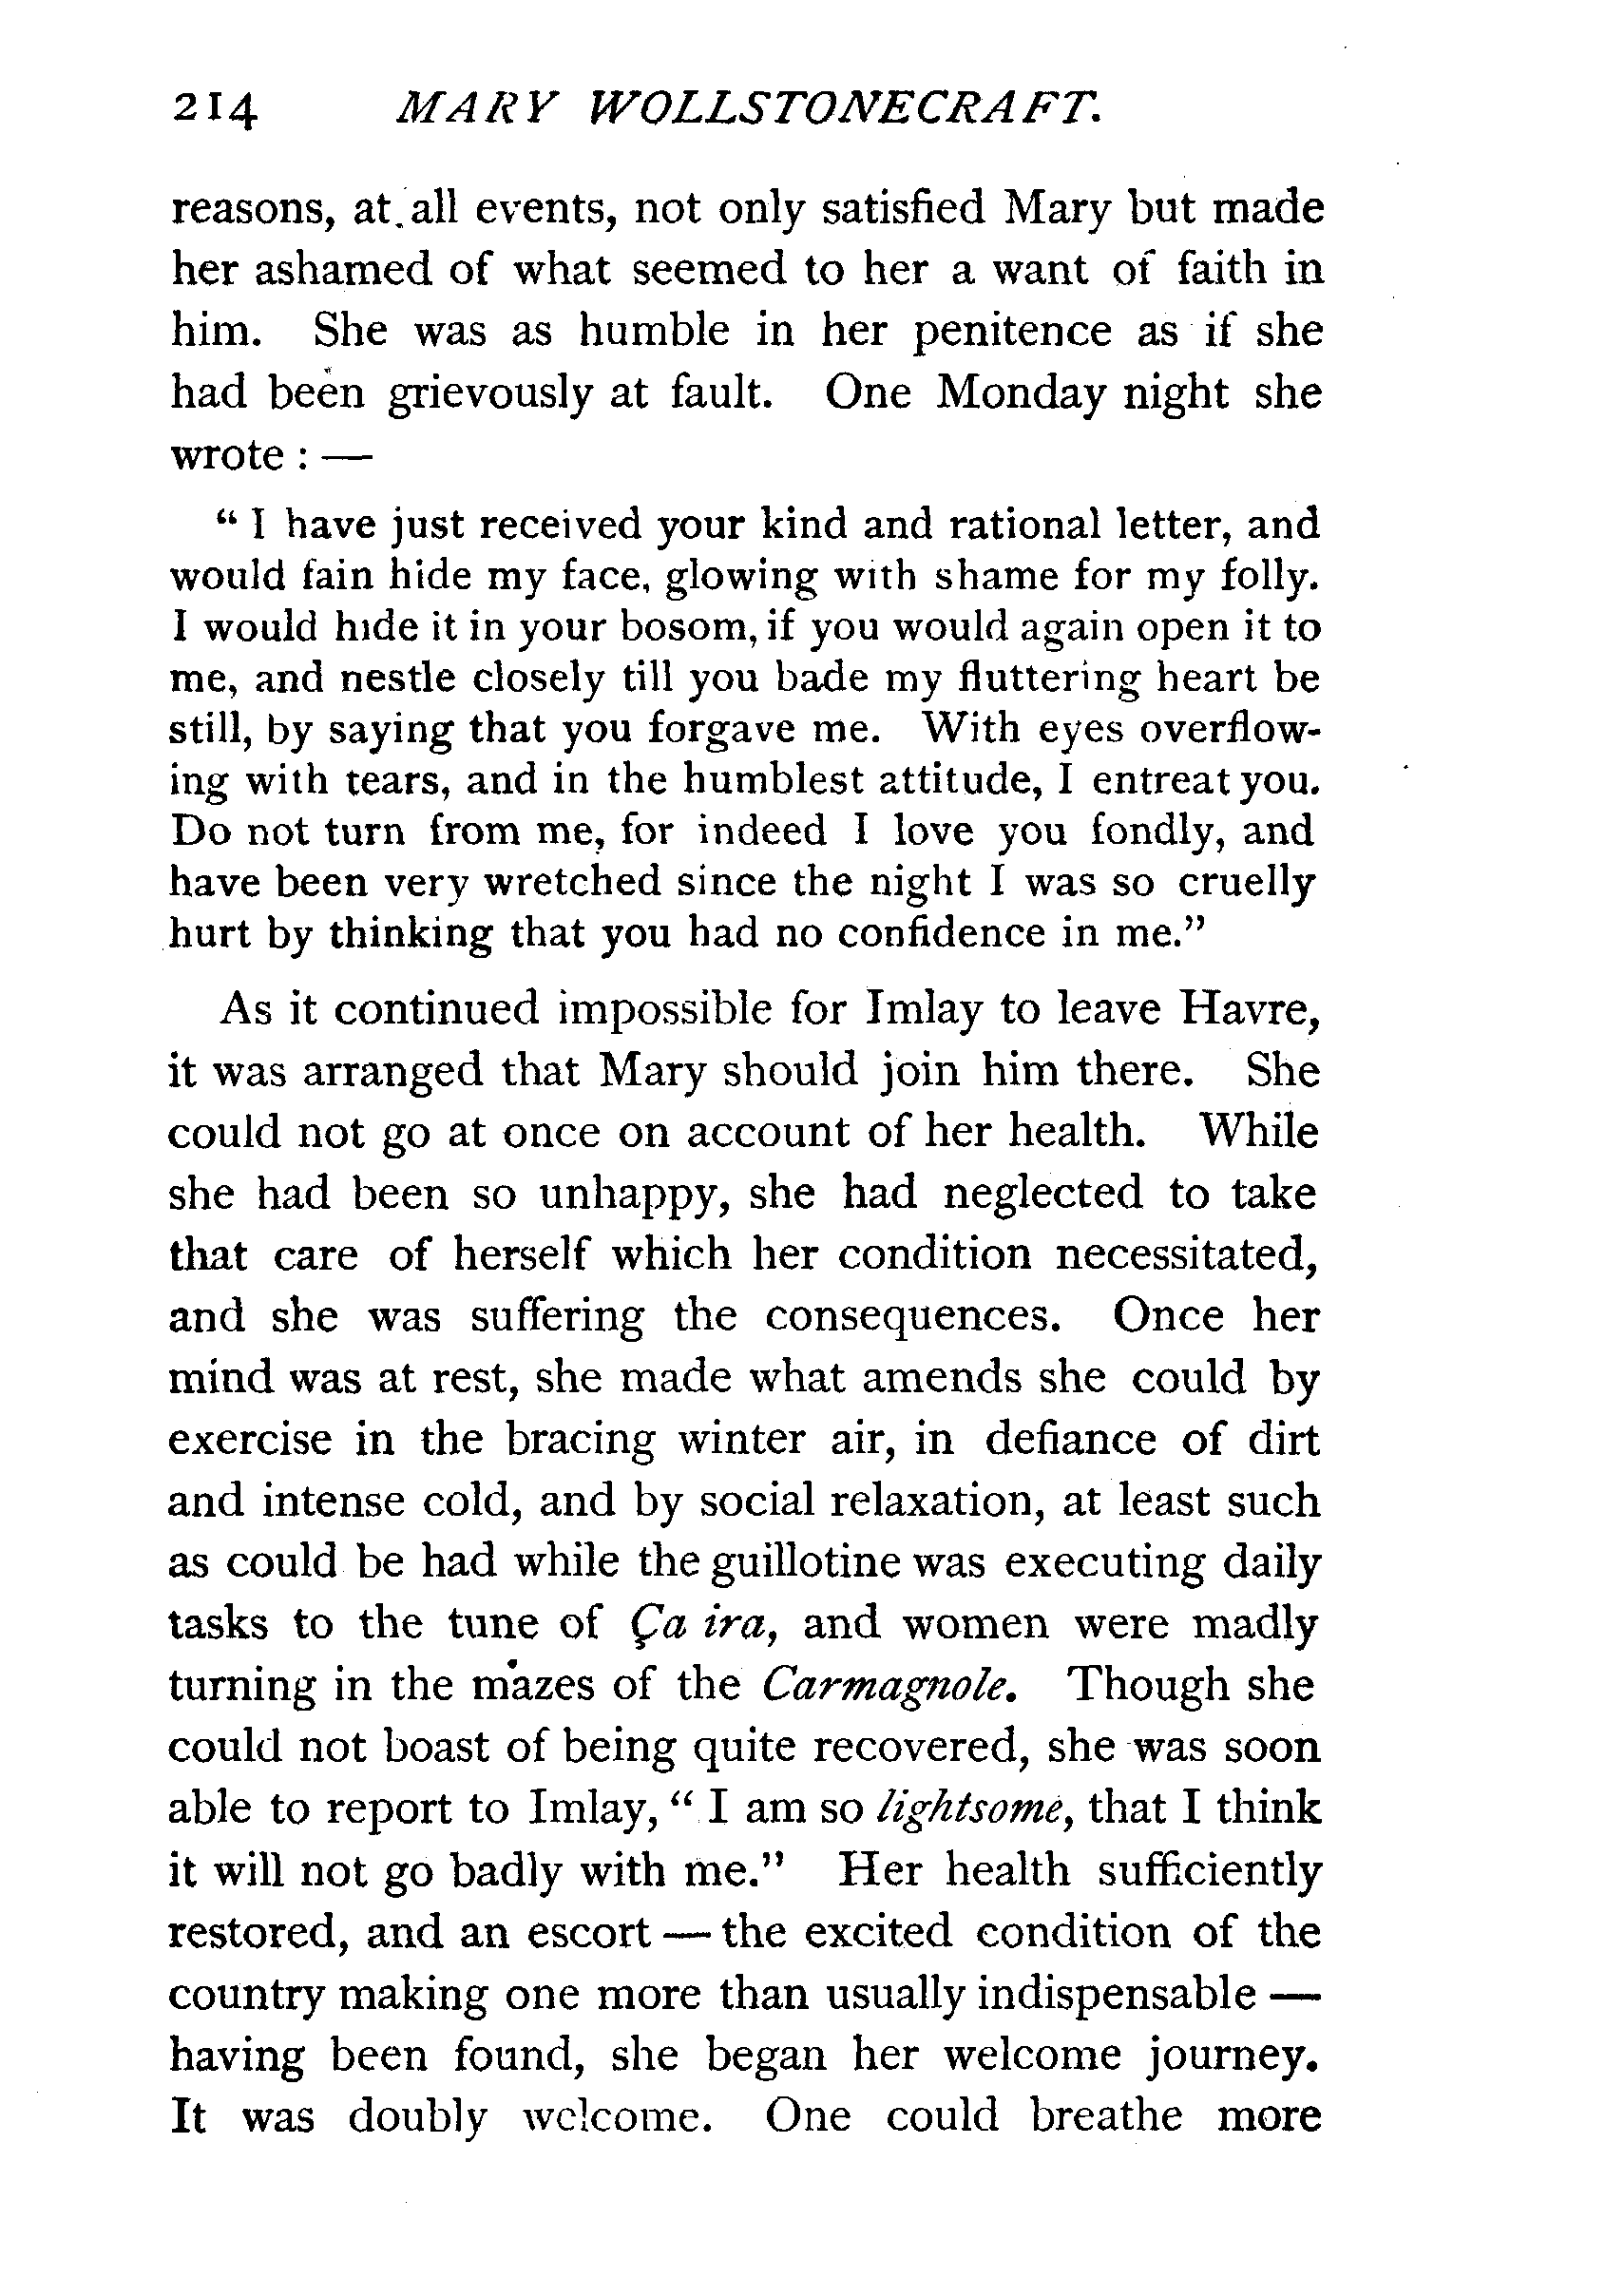 214 MARY WOLLSTONECRAFT.
reasons, at all events, not only satisfied Mary but made
her ashamed of what seemed to her a want of faith in
him. She was as humble in her penitence as if she
had been grievously at fault. One Monday night she
wrote : —
“ I have just received your kind and rational letter, and
would fain hide my face, glowing with shame for my folly.
I would hide it in your bosom, if you would again open it to
me, and nestle closely till you bade my fluttering heart be
still, by saying that you forgave me. With eyes overflow-
ing with tears, and in the humblest attitude, I entreat you.
Do not turn from me, for indeed I love you fondly, and
have been very wretched since the night I was so cruelly
hurt by thinking that you had no confidence in me.”
As it continued impossible for Imlay to leave Havre,
it was arranged that Mary should join him there. She
could not go at once on account of her health. While
she had been so unhappy, she had neglected to take
that care of herself which her condition necessitated,
and she was suffering the consequences. Once her
mind was at rest, she made what amends she could by
exercise in the bracing winter air, in defiance of dirt
and intense cold, and by social relaxation, at least such
as could be had while the guillotine was executing daily
tasks to the tune of Ça ira, and women were madly
turning in the mazes of the Carmagnole. Though she
could not boast of being quite recovered, she was soon
able to report to Imlay, “ I am so lightsome, that I think
it will not go badly with me.” Her health sufficiently
restored, and an escort — the excited condition of the
country making one more than usually indispensable —
having been found, she began her welcome journey.
It was doubly welcome. One could breathe more